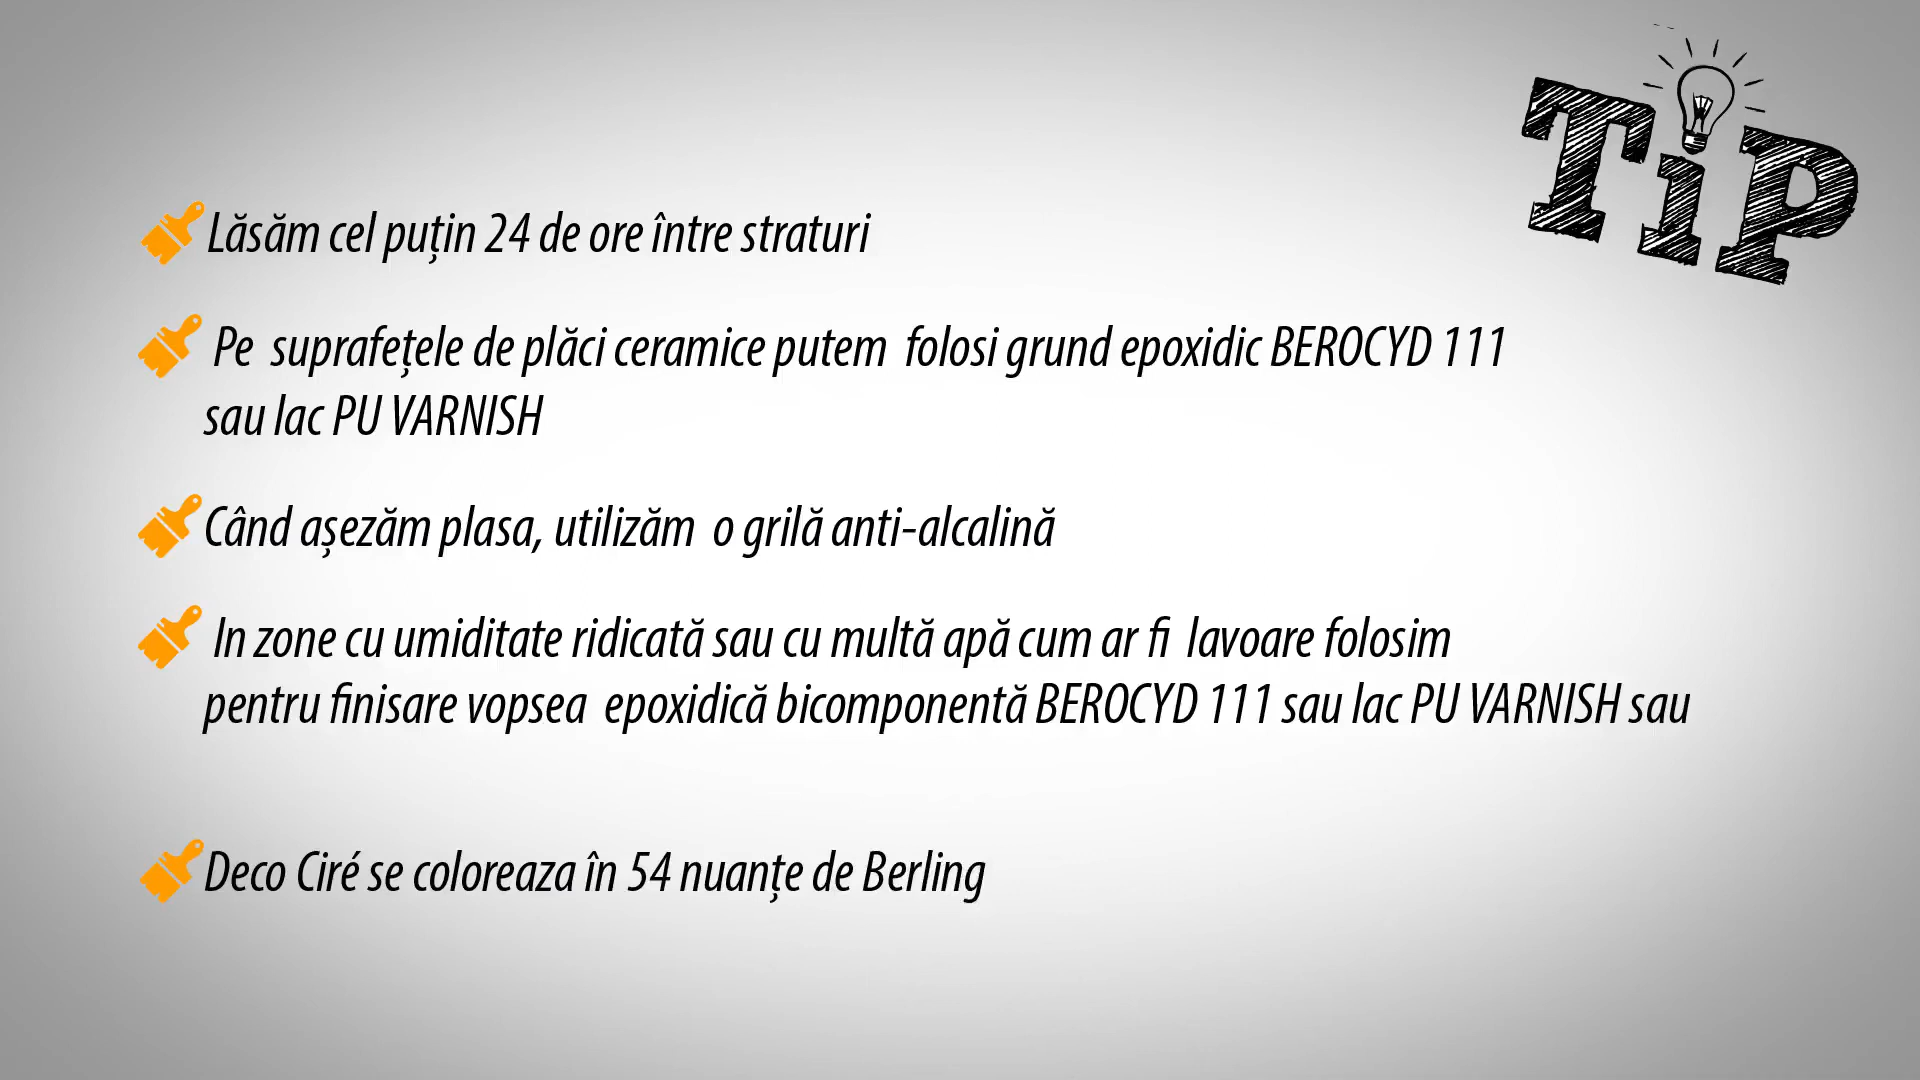 TiP
Lăsăm cel puțin 24 de ore între straturi
Pe suprafețele de plăci ceramice putem folosi grund epoxidic BEROCYD 111
sau lac PU VARNISH
Când așezăm plasa, utilizăm o grilă anti-alcalină
In zone cu umiditate ridicată sau cu multă apă cum ar fi lavoare folosim
pentru finisare vopsea epoxidică bicomponentă BEROCYD 111 sau lac PU VARNISH sau
Deco Ciré se coloreaza în 54 nuanțe de Berling